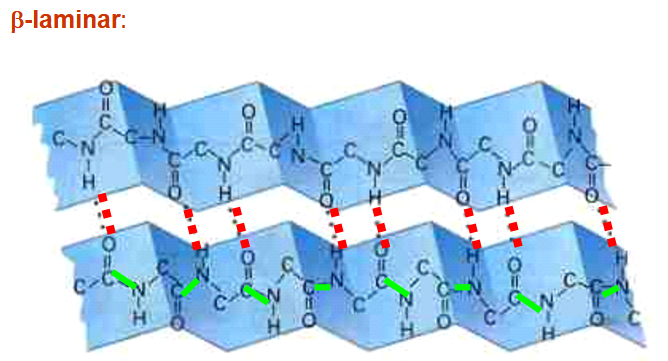 β-laminar:
O H O H O H O H
C N C C N C C N C C N C C N C C N C C N C C N C
H O H O H O H O
O H O H O H O H
C C N C C N C C N C C N C C N C C N C C N C C N C
H O H O H O H O